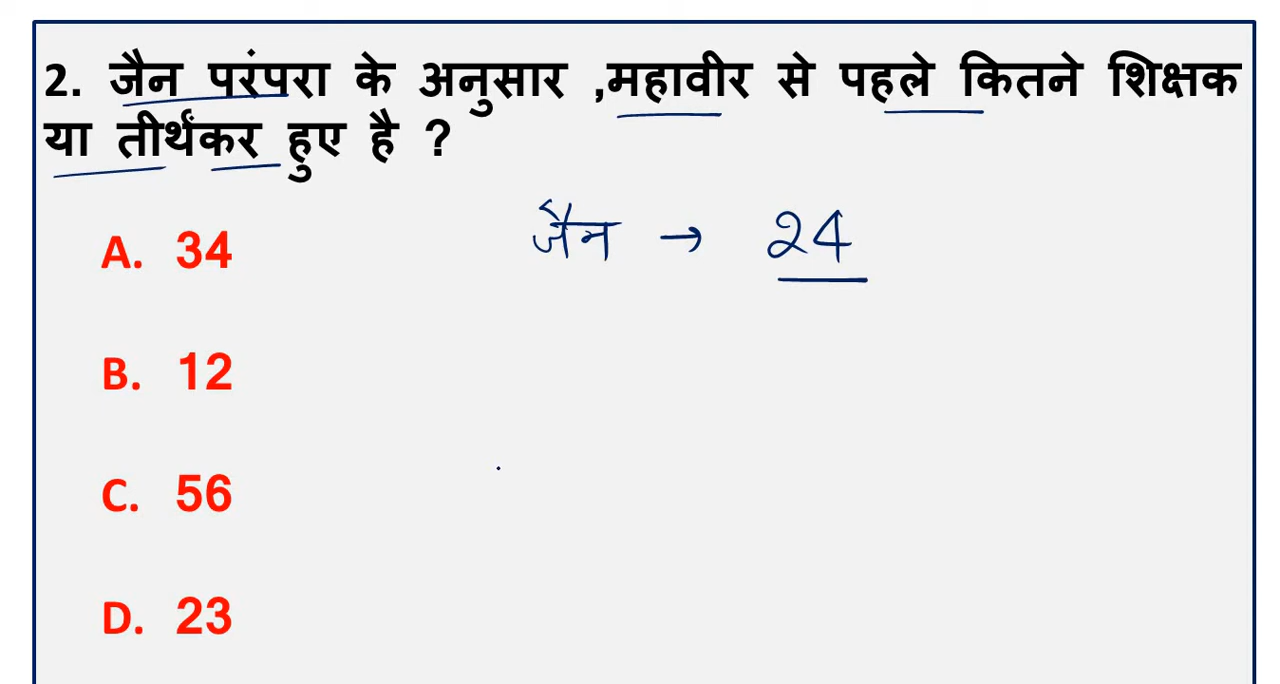 2. जैन परंपरा के अनुसार ,महावीर से पहले कितने शिक्षक
या तीर्थंकर हुए है ?
जैन → 24
A. 34
B. 12
C. 56
D. 23